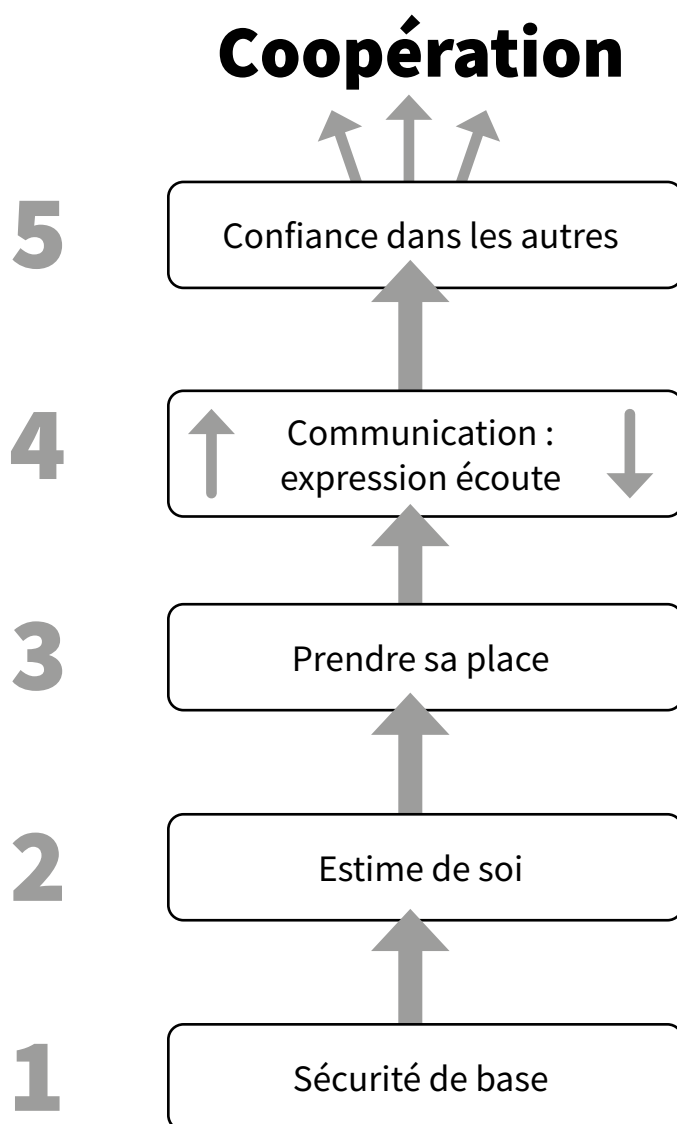 Coopération
5
Confiance dans les autres
4
Communication :
expression écoute
3
Prendre sa place
2
Estime de soi
1
Sécurité de base